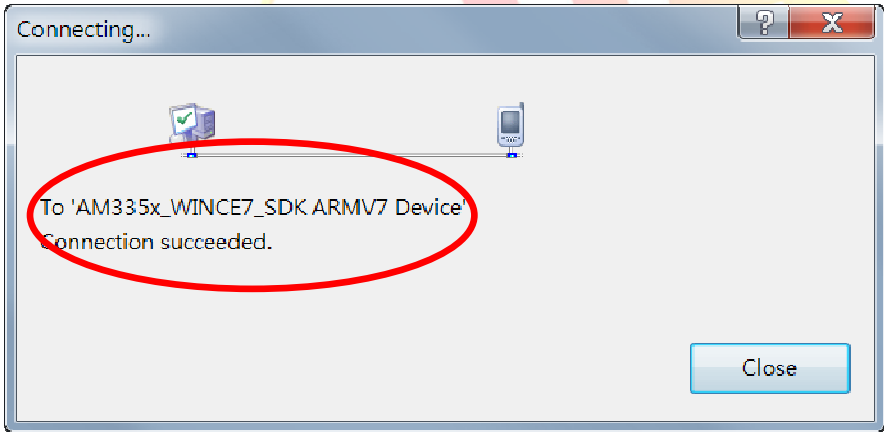 Connecting...
To 'AM335x_WINCE7_SDK ARMV7 Device'
Connection succeeded.
Close